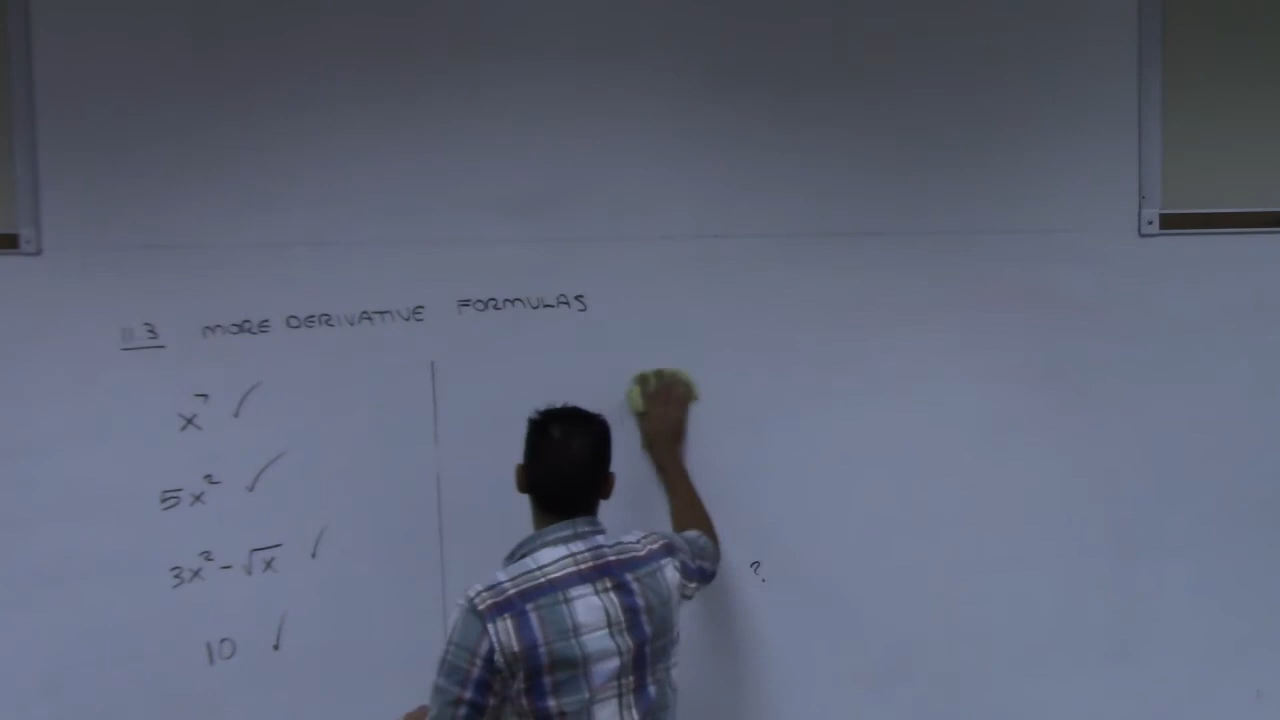 11.3 MORE DERIVATIVE FORMULAS
x⁷ ✓
5x² ✓
3x² - √x ✓
?
10 ✓